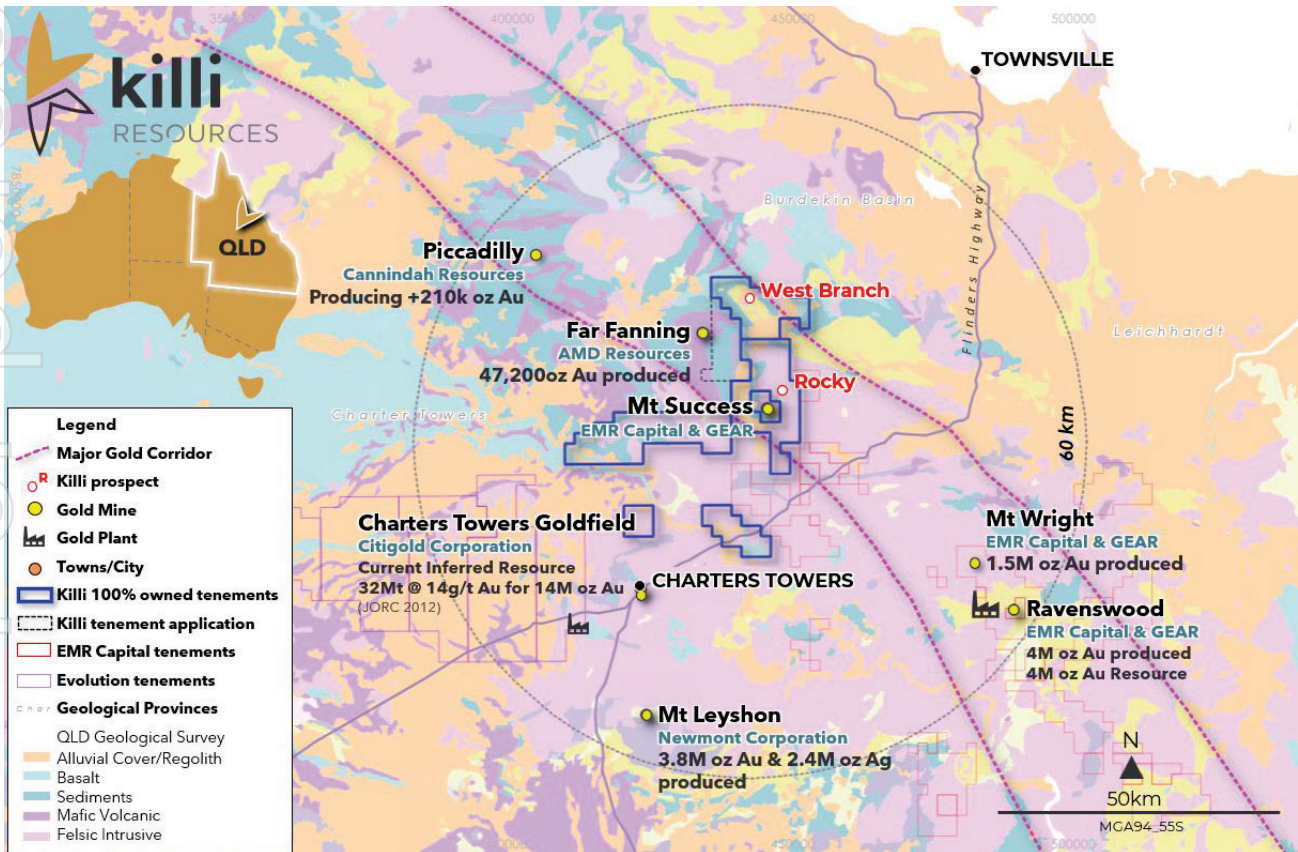 350000
400000
450000
500000
killi
RESOURCES
TOWNSVILLE
QLD
Burdekin Basin
Flinders Highway
Leichhardt
Piccadilly
Cannindah Resources
Producing +210k oz Au
West Branch
Far Fanning
AMD Resources
47,200oz Au produced
Rocky
Mt Success
EMR Capital & GEAR
Charter Towers
60 km
Charters Towers Goldfield
Citigold Corporation
Current Inferred Resource
32Mt @ 14g/t Au for 14M oz Au
(JORC 2012)
CHARTERS TOWERS
Mt Wright
EMR Capital & GEAR
1.5M oz Au produced
Ravenswood
EMR Capital & GEAR
4M oz Au produced
4M oz Au Resource
Mt Leyshon
Newmont Corporation
3.8M oz Au & 2.4M oz Ag
produced
Legend
Major Gold Corridor
R Killi prospect
Gold Mine
Gold Plant
Towns/City
Killi 100% owned tenements
Killi tenement application
EMR Capital tenements
Evolution tenements
Char Geological Provinces
QLD Geological Survey
Alluvial Cover/Regolith
Basalt
Sediments
Mafic Volcanic
Felsic Intrusive
N
50km
MGA94_55S
400000
450000
500000